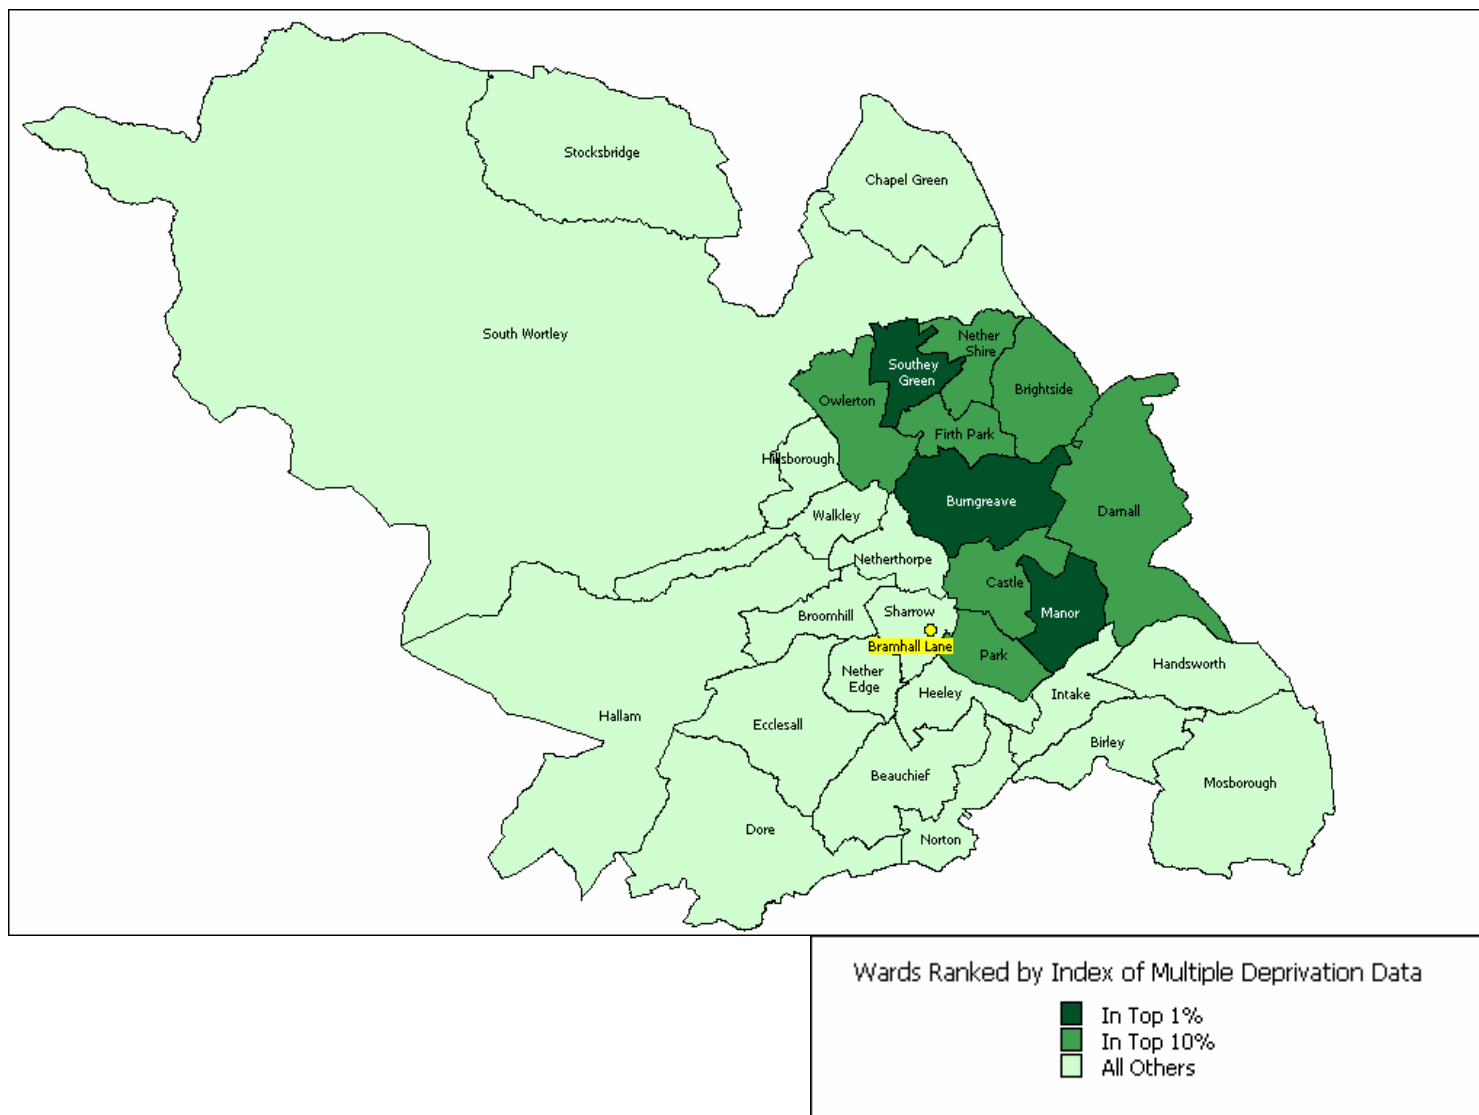 Stocksbridge
Chapel Green
South Wortley
Nether
Shire
Southey
Green
Brightside
Owlerton
Firth Park
Hillsborough
Burngreave
Darnall
Walkley
Netherthorpe
Castle
Manor
Sharrow
Broomhill
Bramhall Lane
Park
Handsworth
Nether
Edge
Heeley
Intake
Hallam
Ecclesall
Birley
Beauchief
Mosborough
Dore
Norton
Wards Ranked by Index of Multiple Deprivation Data
In Top 1%
In Top 10%
All Others